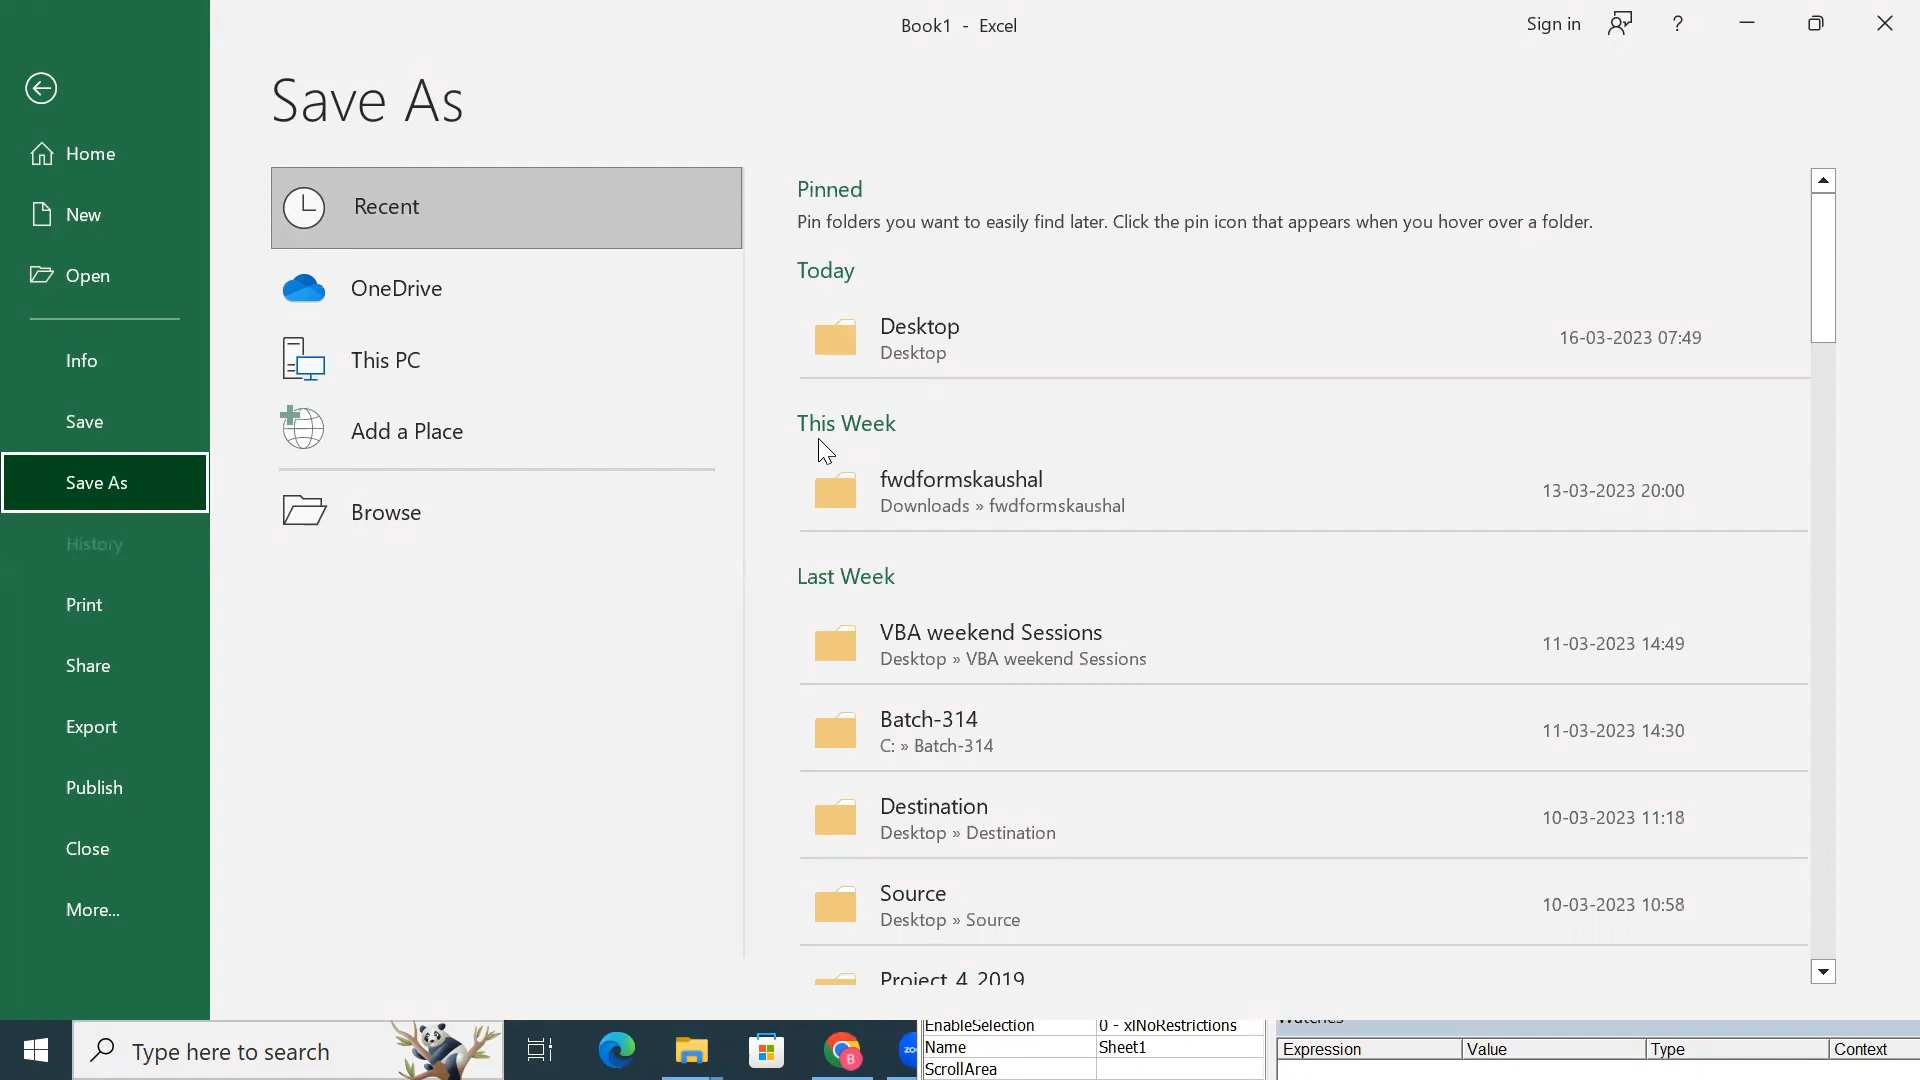 Book1 - Excel
Sign in
?
Save As
Home
New
Open
Info
Save
Save As
History
Print
Share
Export
Publish
Close
More...
Recent
OneDrive
This PC
Add a Place
Browse
Pinned
Pin folders you want to easily find later. Click the pin icon that appears when you hover over a folder.
Today
Desktop
Desktop
16-03-2023 07:49
This Week
fwdformskaushal
Downloads » fwdformskaushal
13-03-2023 20:00
Last Week
VBA weekend Sessions
Desktop » VBA weekend Sessions
11-03-2023 14:49
Batch-314
C: » Batch-314
11-03-2023 14:30
Destination
Desktop » Destination
10-03-2023 11:18
Source
Desktop » Source
10-03-2023 10:58
Project 4 2019
Type here to search
B
zo
EnableSelection 0 - xlNoRestrictions
Name Sheet1
ScrollArea
Watches
Expression Value Type Context